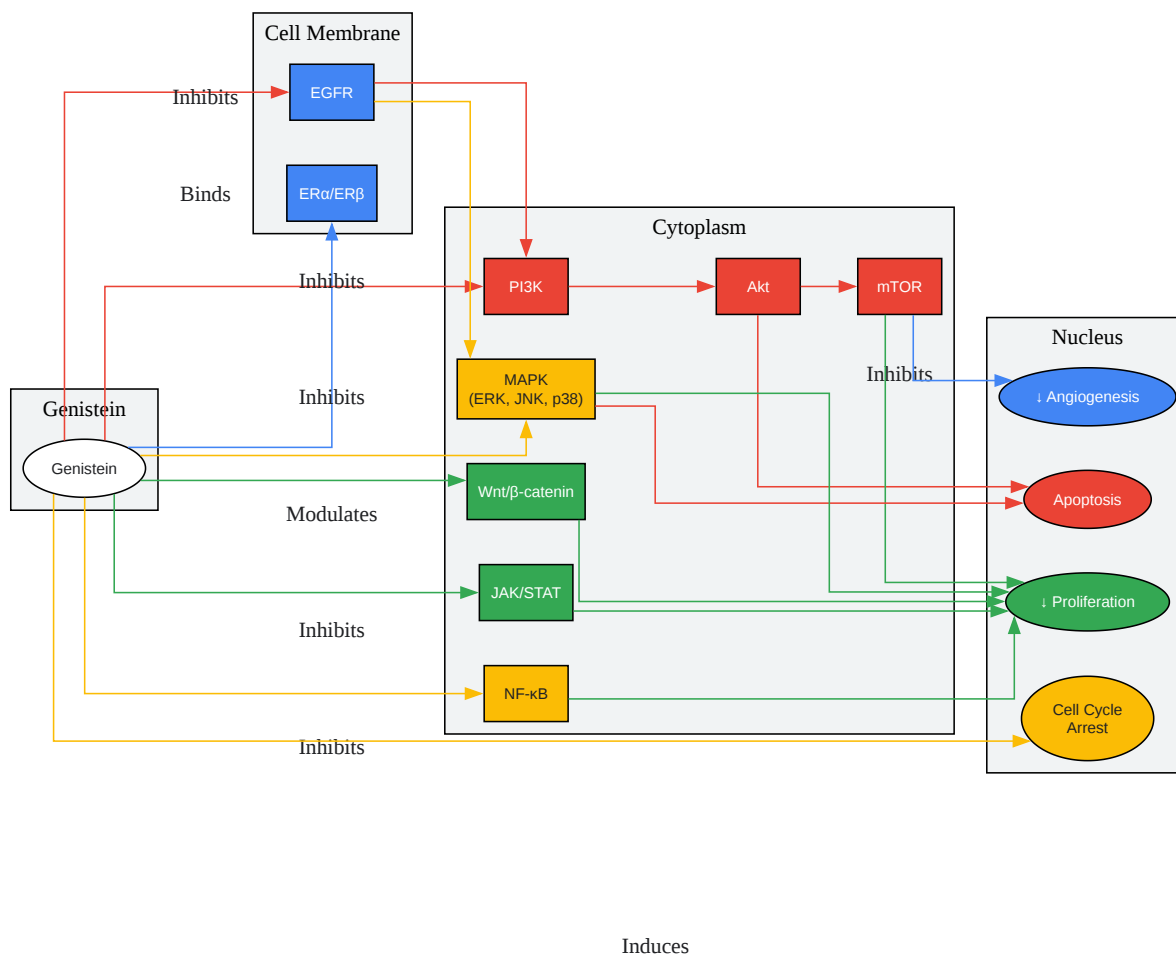 Cell Membrane
EGFR
Inhibits
Binds
ERα/ERβ
Cytoplasm
Inhibits
PI3K
Akt
mTOR
Nucleus
Inhibits
MAPK
(ERK, JNK, p38)
Inhibits
↓ Angiogenesis
Genistein
Genistein
Wnt/β-catenin
Modulates
Apoptosis
JAK/STAT
↓ Proliferation
Inhibits
NF-κB
Cell Cycle
Arrest
Inhibits
Induces